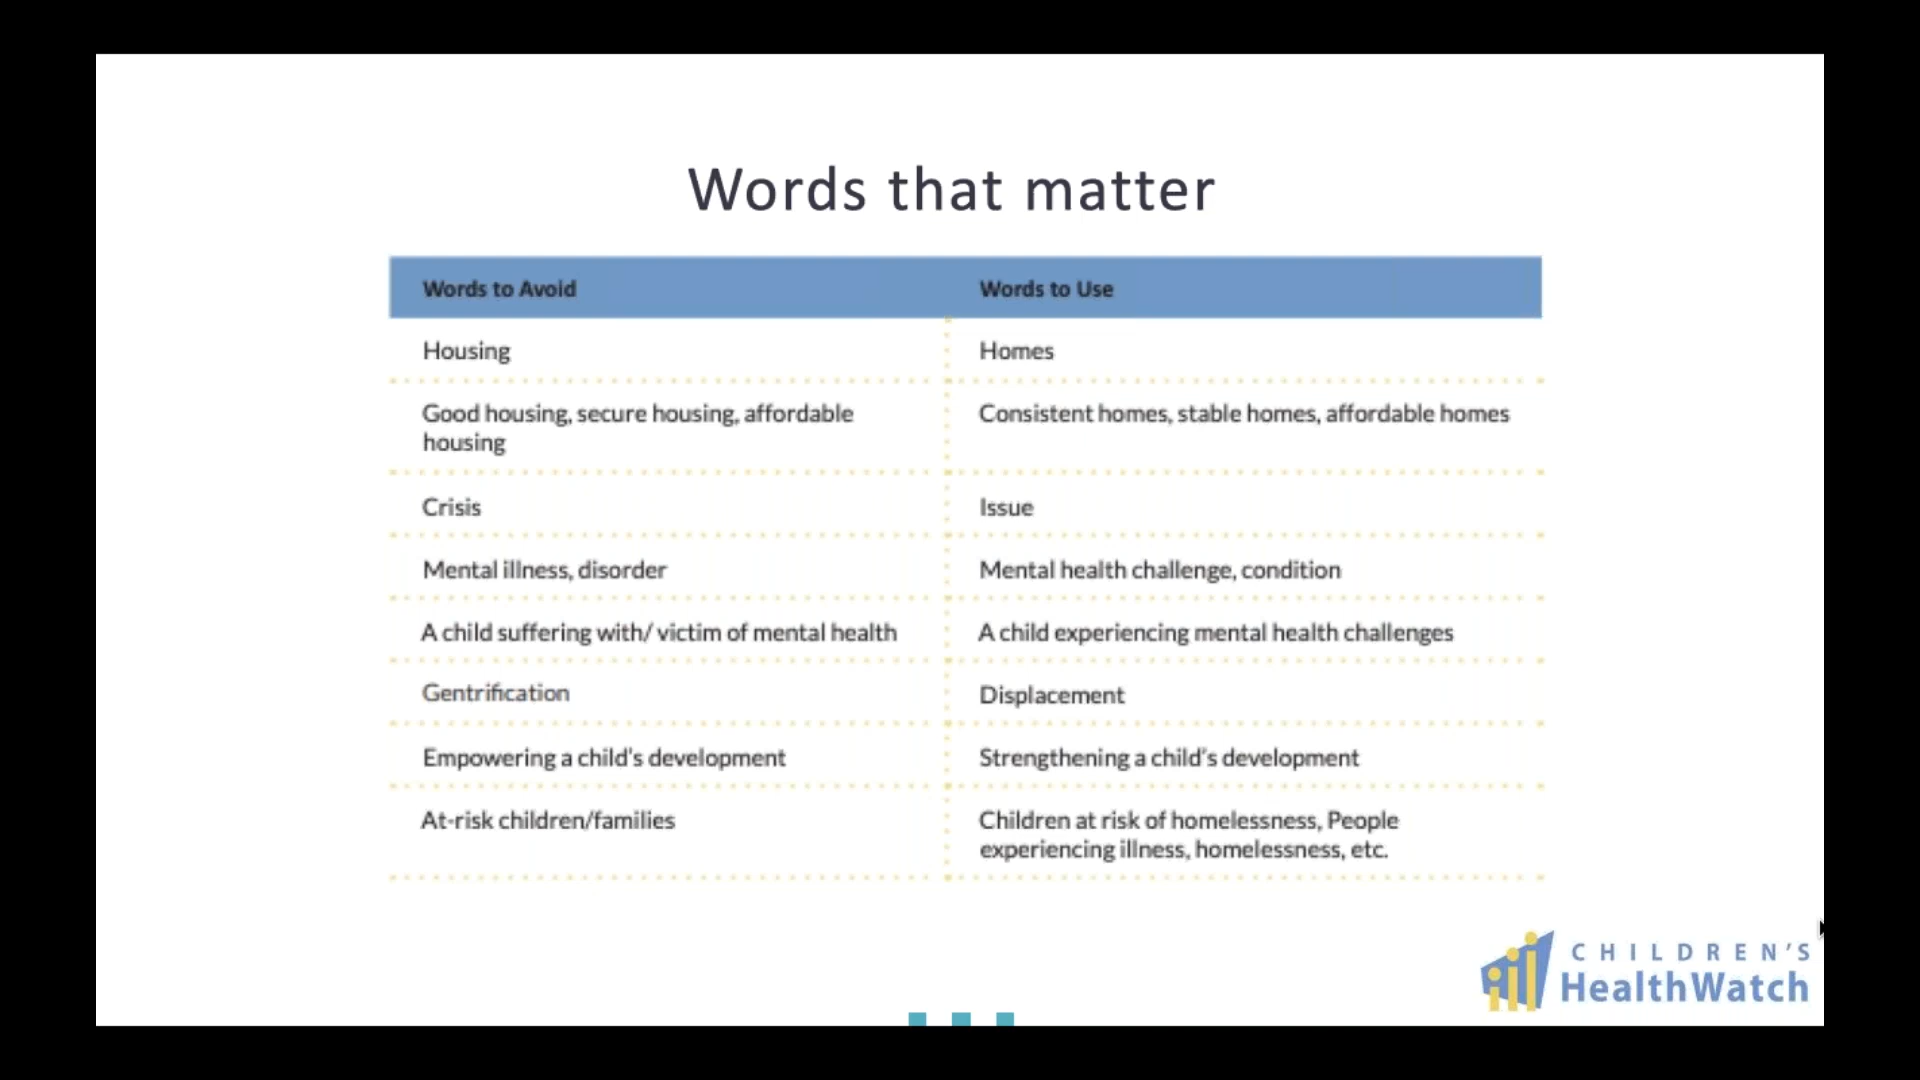 Words that matter
Words to Avoid
Words to Use
Housing
Homes
Good housing, secure housing, affordable
housing
Consistent homes, stable homes, affordable homes
Crisis
Issue
Mental illness, disorder
Mental health challenge, condition
A child suffering with/ victim of mental health
A child experiencing mental health challenges
Gentrification
Displacement
Empowering a child's development
Strengthening a child's development
At-risk children/families
Children at risk of homelessness, People
experiencing illness, homelessness, etc.
CHILDREN'S
HealthWatch